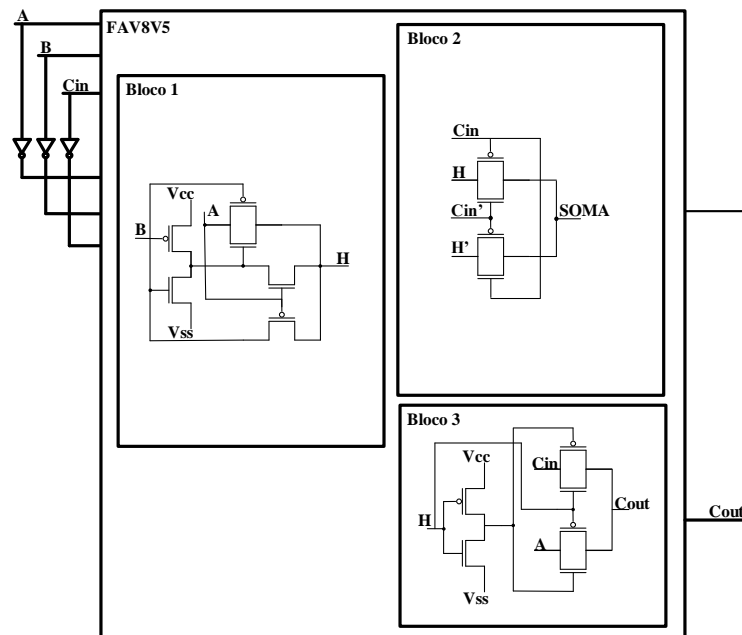 A
FAV8V5
Bloco 2
B
Cin
Bloco 1
Cin
H
Vcc
A
Cin’
SOMA
B
H
H’
Vss
Bloco 3
Vcc
Cin
H
Cout
Cout
A
Vss